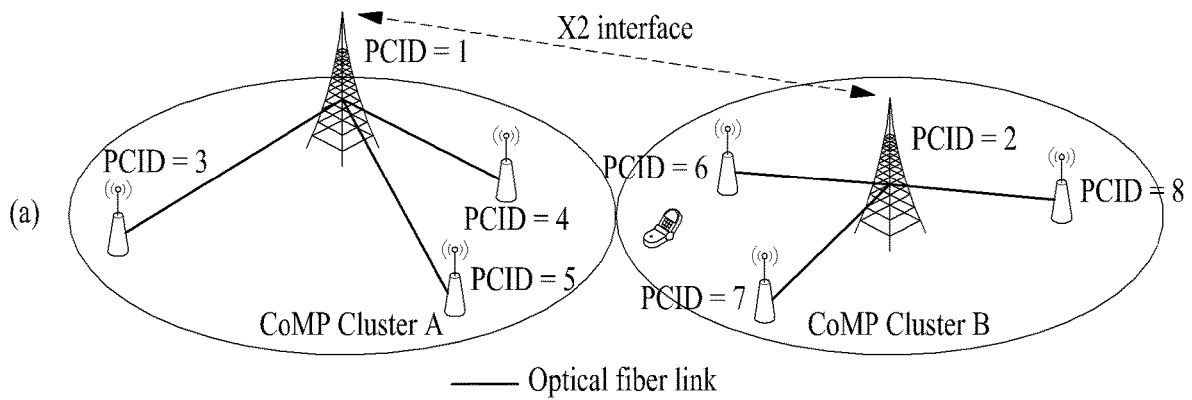 X2 interface
PCID = 1
PCID = 2
PCID = 3
PCID = 6
PCID = 8
(a)
PCID = 4
PCID = 5
PCID = 7
CoMP Cluster A
CoMP Cluster B
Optical fiber link